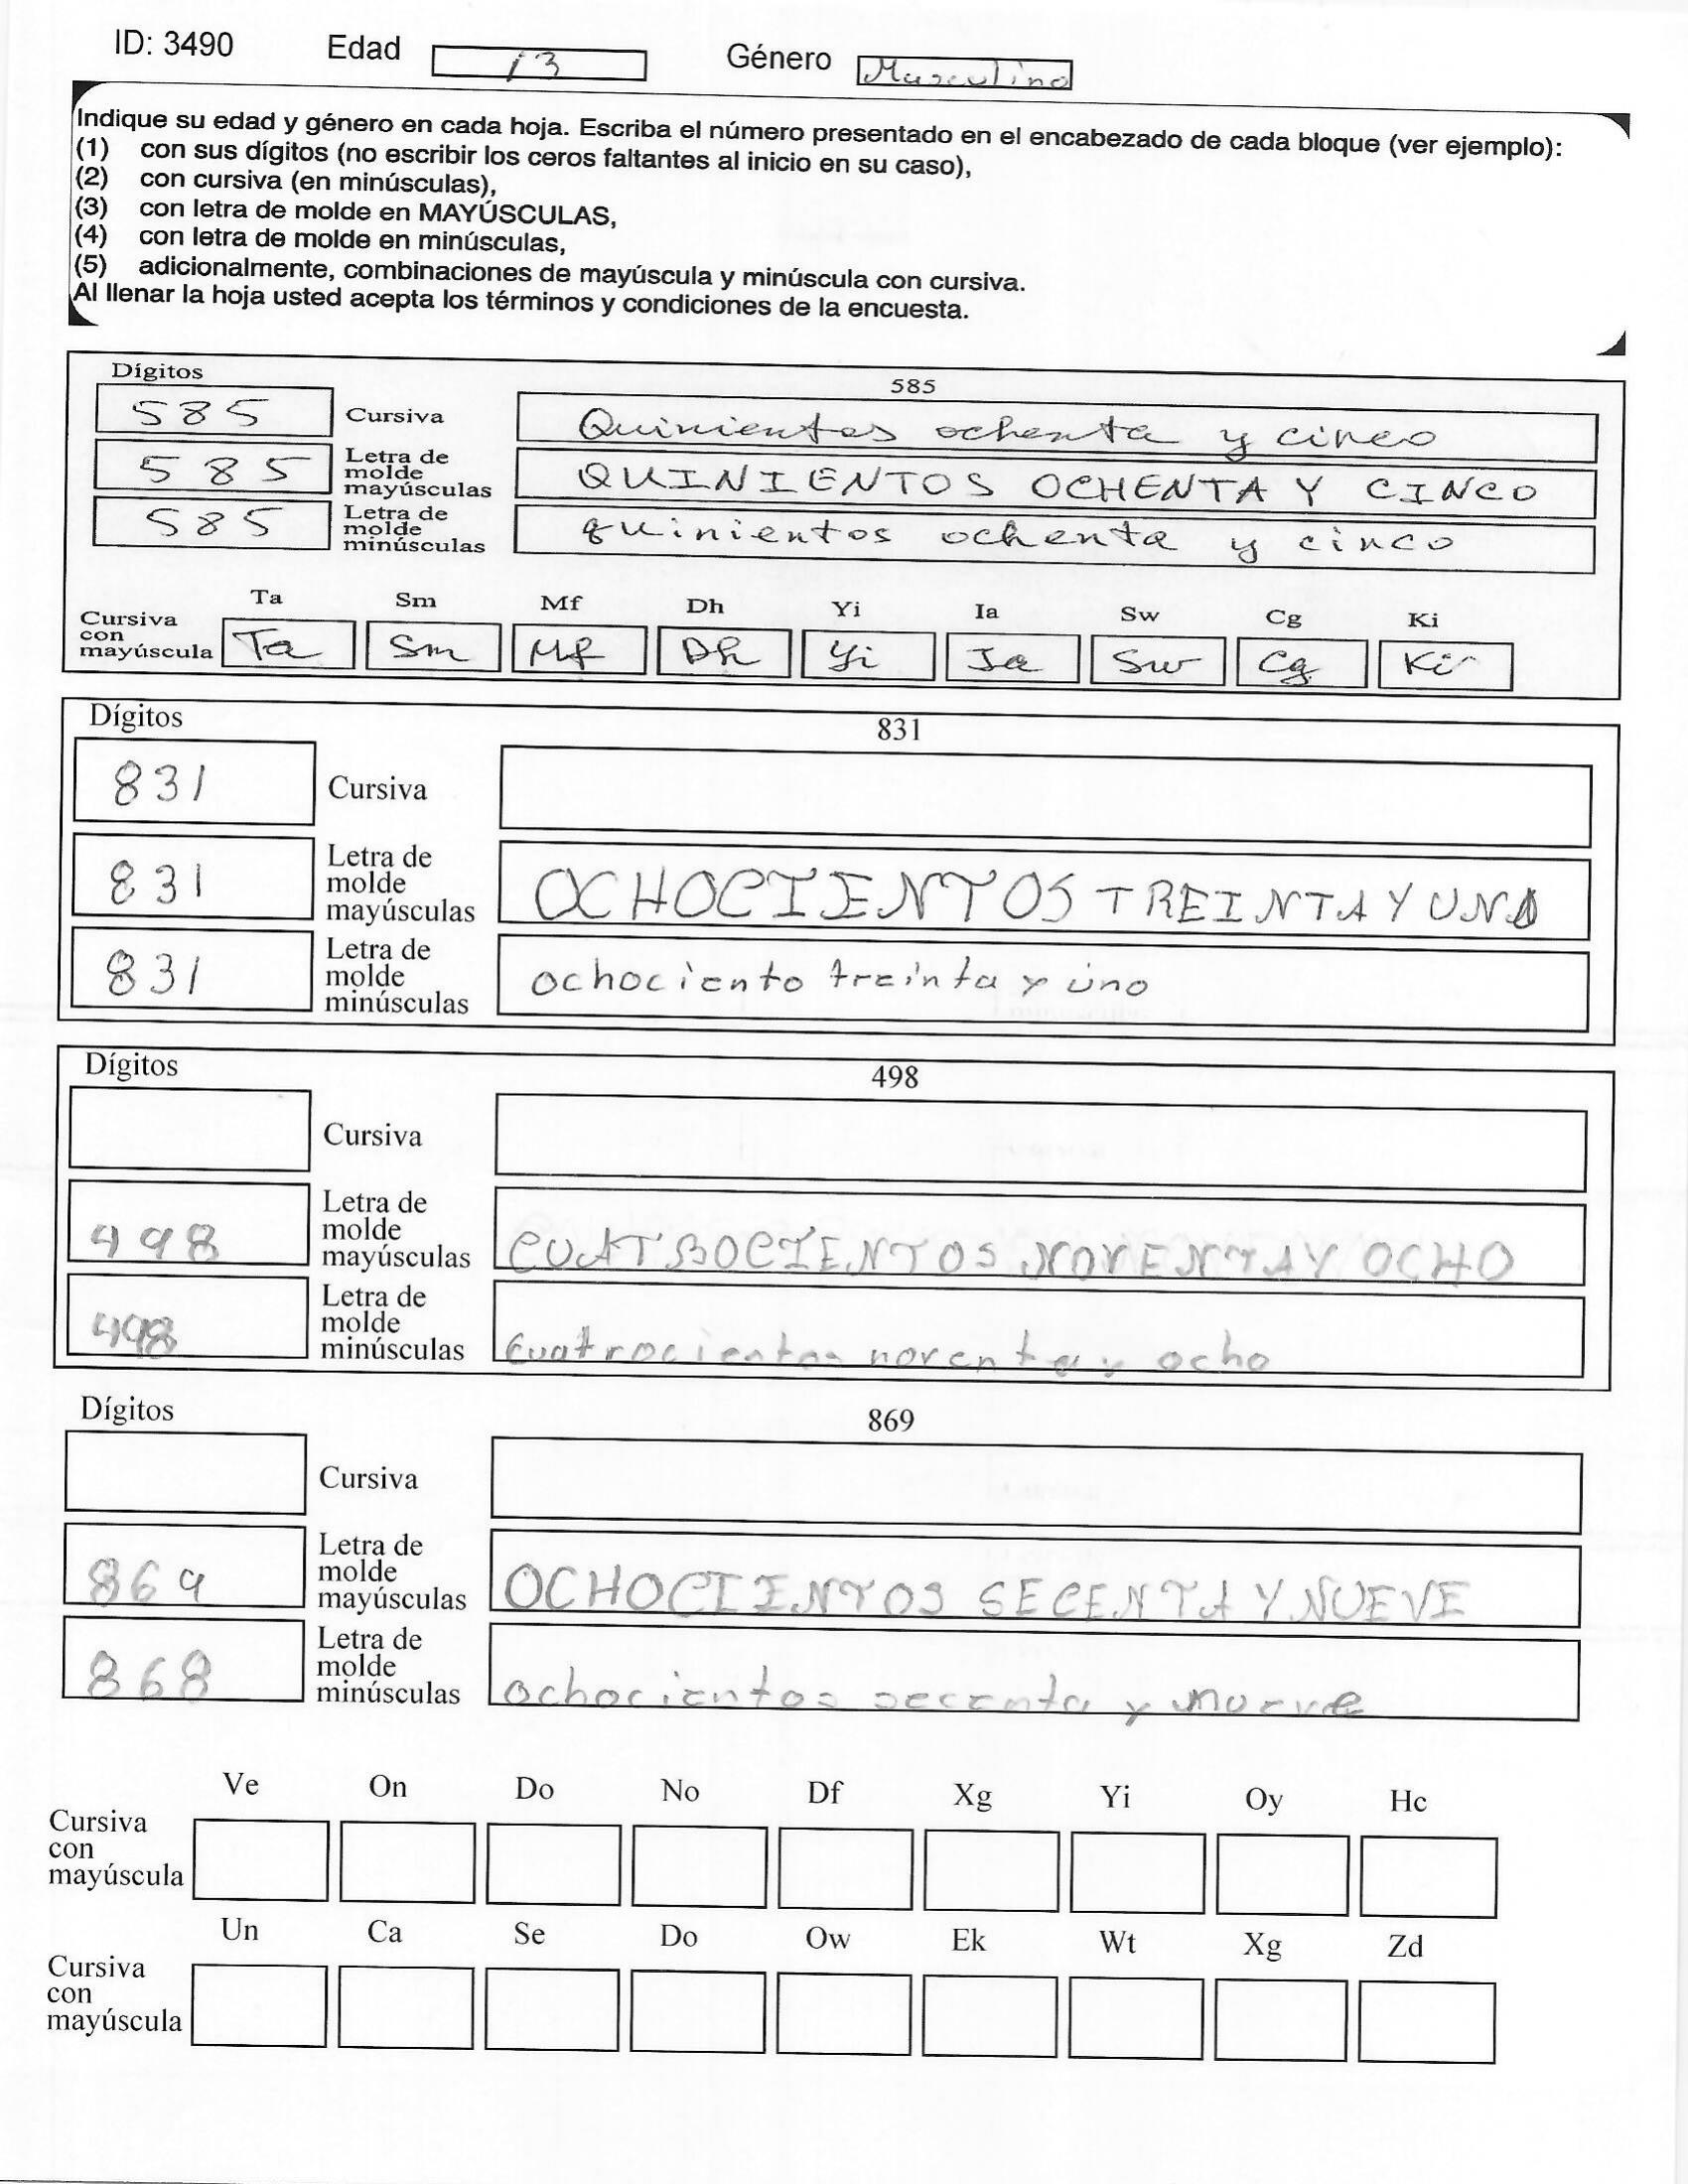 ID: 3490 Edad 13 Género Masculino
Indique su edad y género en cada hoja. Escriba el número presentado en el encabezado de cada bloque (ver ejemplo):
(1) con sus dígitos (no escribir los ceros faltantes al inicio en su caso),
(2) con cursiva (en minúsculas),
(3) con letra de molde en MAYÚSCULAS,
(4) con letra de molde en minúsculas,
(5) adicionalmente, combinaciones de mayúscula y minúscula con cursiva.
Al llenar la hoja usted acepta los términos y condiciones de la encuesta.
Dígitos 585
585 Cursiva Quinientos ochenta y cinco
585 Letra de molde mayúsculas QUINIENTOS OCHENTA Y CINCO
585 Letra de molde minúsculas quinientos ochenta y cinco
Ta Sm Mf Dh Yi Ia Sw Cg Ki
Cursiva con mayúscula Ta Sm Mf Dh Yi Ia Sw Cg Ki
Dígitos 831
831 Cursiva
831 Letra de molde mayúsculas OCHOCIENTOS TREINTA Y UNO
831 Letra de molde minúsculas ochociento treinta y uno
Dígitos 498
Cursiva
498 Letra de molde mayúsculas CUATROCIENTOS NOVENTA Y OCHO
498 Letra de molde minúsculas cuatrocientos noventa y ocho
Dígitos 869
Cursiva
869 Letra de molde mayúsculas OCHOCIENTOS SECENTA Y NUEVE
868 Letra de molde minúsculas ochocientos secenta y nueve
Ve On Do No Df Xg Yi Oy Hc
Cursiva con mayúscula
Un Ca Se Do Ow Ek Wt Xg Zd
Cursiva con mayúscula